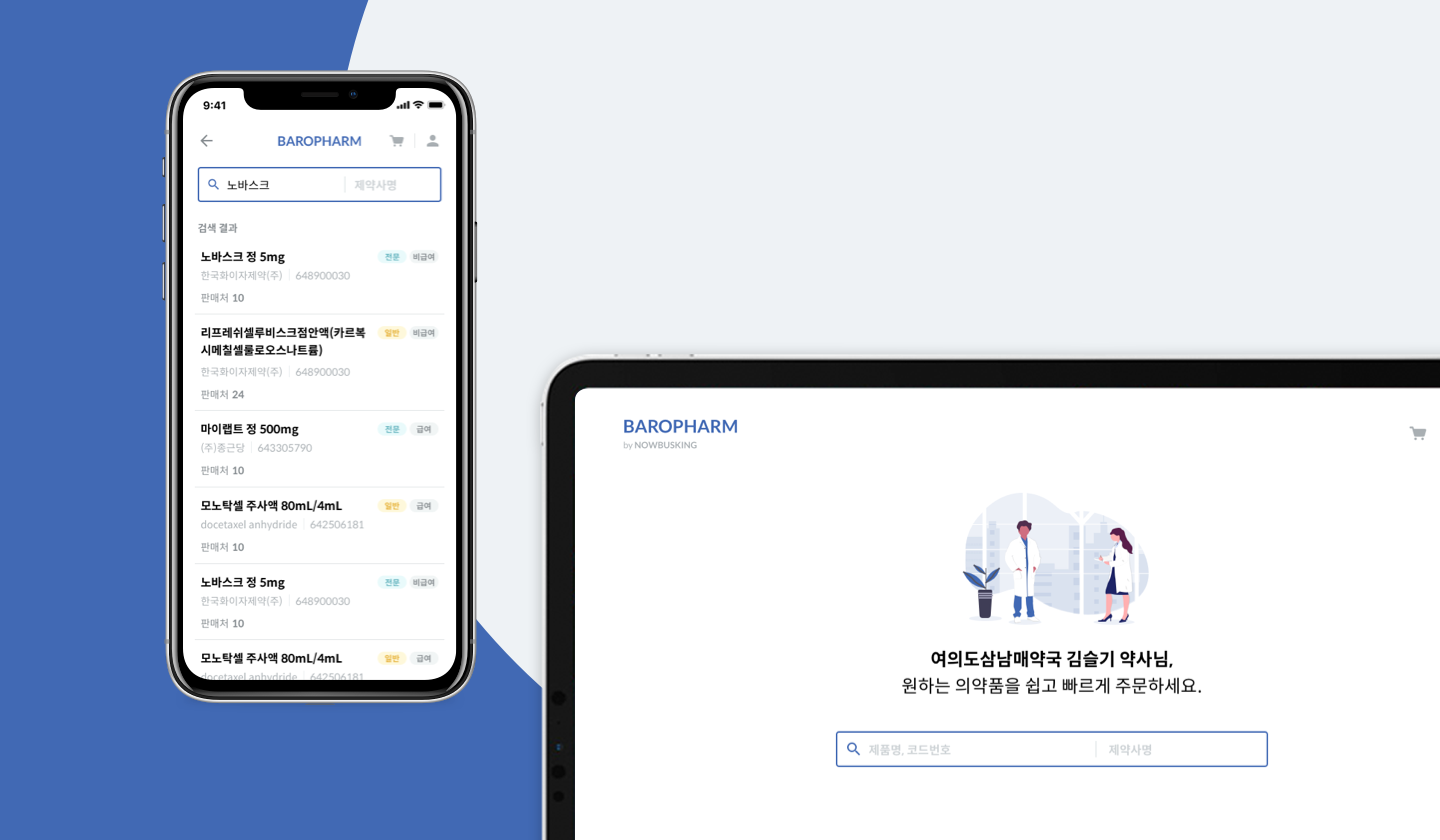 9:41
BAROPHARM
노바스크 제약사명
검색 결과
노바스크 정 5mg 전문 비급여
한국화이자제약(주) 648900030
판매처 10
리프레쉬셀루비스크점안액(카르복 일반 비급여
시메칠셀룰로오스나트륨)
한국화이자제약(주) 648900030
판매처 24
마이랩트 정 500mg 전문 급여
(주)종근당 643305790
판매처 10
모노탁셀 주사액 80mL/4mL 일반 급여
docetaxel anhydride 642506181
판매처 10
노바스크 정 5mg 전문 비급여
한국화이자제약(주) 648900030
판매처 10
모노탁셀 주사액 80mL/4mL 일반 급여
docetaxel anhydride 642506181
BAROPHARM
by NOWBUSKING
여의도삼남매약국 김슬기 약사님,
원하는 의약품을 쉽고 빠르게 주문하세요.
제품명, 코드번호 제약사명